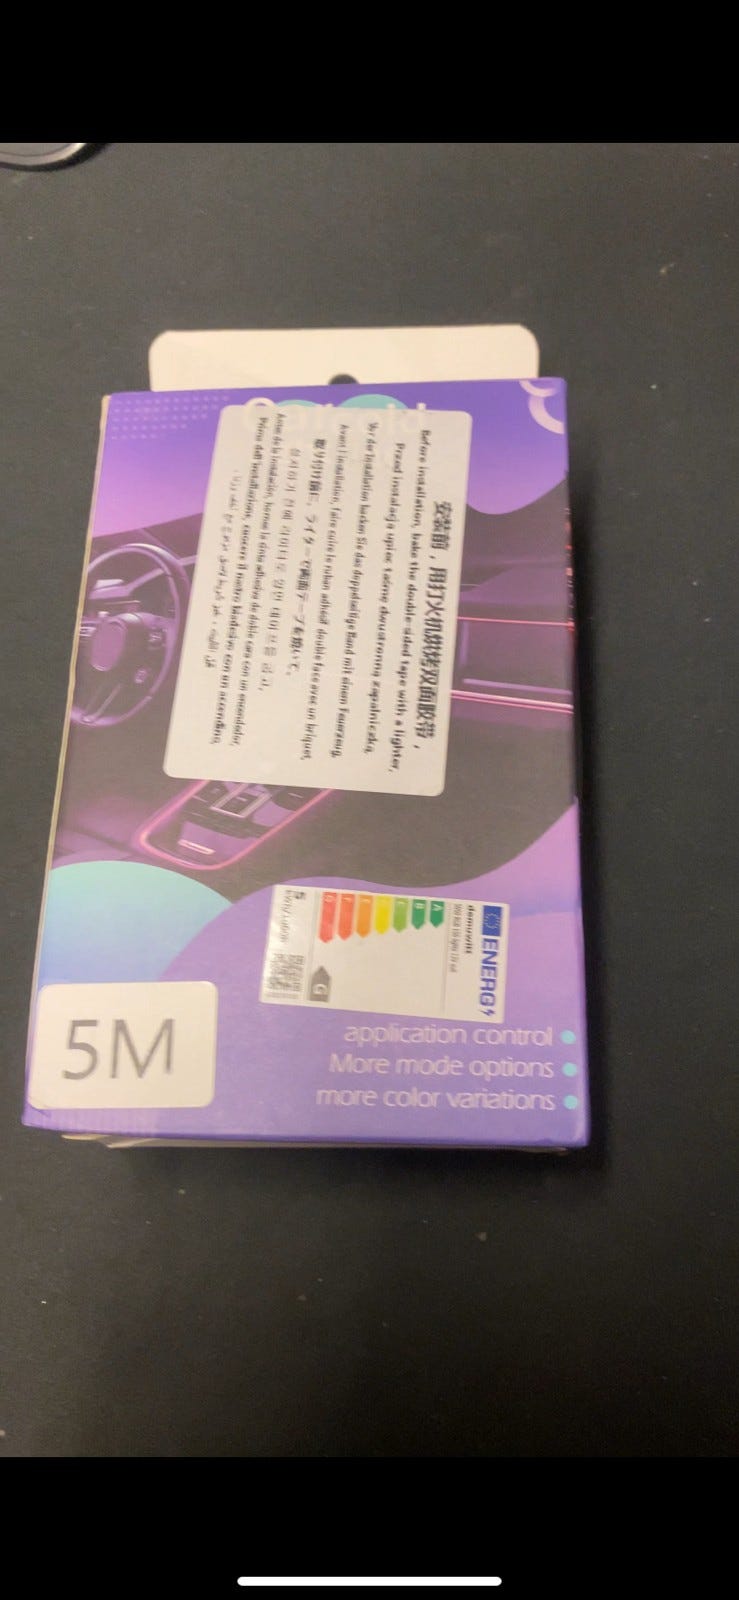 安装前，用打火机烘烤双面胶带，
Before installation, bake the double-sided tape with a lighter,
Przed instalacją upiec taśmę dwustronną zapalniczką,
Vor der Installation backen Sie das doppelseitige Band mit einem Feuerzeug,
Avant l'installation, faire cuire le ruban adhésif double face avec un briquet,
取り付け前に、ライターで両面テープを焼いて、
설치하기 전에 라이터로 양면 테이프를
Antes de la instalación, hornee la cinta adhesiva de doble cara con un encendedor,
Prima dell'installazione, cuocere il nastro biadesivo con un accendino,
ENERG
A
B
C
D
E
F
G
G
5
kWh/1000h
application control
More mode options
more color variations
5M